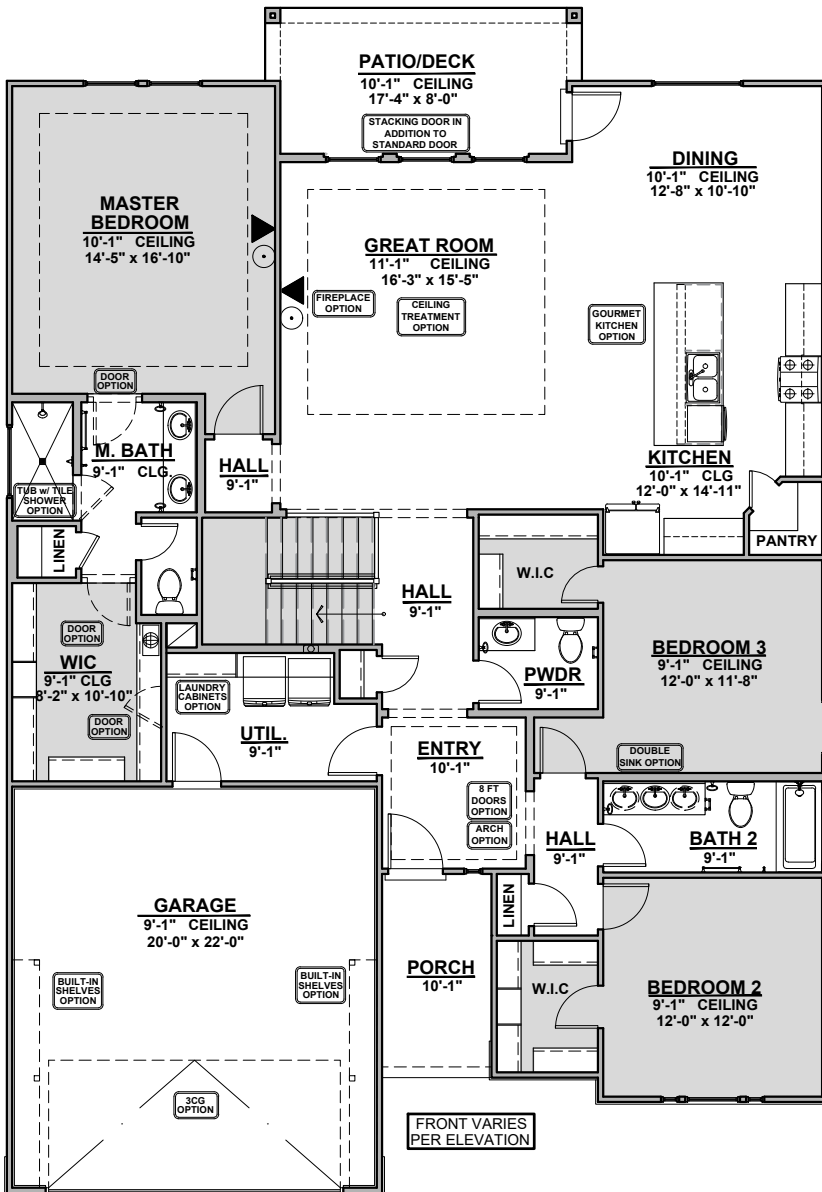 PATIO/DECK
10'-1" CEILING
17'-4" x 8'-0"
STACKING DOOR IN
ADDITION TO
STANDARD DOOR
DINING
10'-1" CEILING
12'-8" x 10'-10"
MASTER
BEDROOM
10'-1" CEILING
14'-5" x 16'-10"
GREAT ROOM
11'-1" CEILING
16'-3" x 15'-5"
FIREPLACE
OPTION
CEILING
TREATMENT
OPTION
GOURMET
KITCHEN
OPTION
DOOR
OPTION
M. BATH
9'-1" CLG.
HALL
9'-1"
KITCHEN
10'-1" CLG
12'-0" x 14'-11"
TUB w/ TILE
SHOWER
OPTION
PANTRY
LINEN
W.I.C
HALL
9'-1"
DOOR
OPTION
WIC
9'-1" CLG
8'-2" x 10'-10"
DOOR
OPTION
LAUNDRY
CABINETS
OPTION
PWDR
9'-1"
BEDROOM 3
9'-1" CEILING
12'-0" x 11'-8"
UTIL.
9'-1"
ENTRY
10'-1"
DOUBLE
SINK OPTION
8 FT
DOORS
OPTION
ARCH
OPTION
HALL
9'-1"
BATH 2
9'-1"
GARAGE
9'-1" CEILING
20'-0" x 22'-0"
LINEN
BUILT-IN
SHELVES
OPTION
BUILT-IN
SHELVES
OPTION
PORCH
10'-1"
W.I.C
BEDROOM 2
9'-1" CEILING
12'-0" x 12'-0"
3CG
OPTION
FRONT VARIES
PER ELEVATION